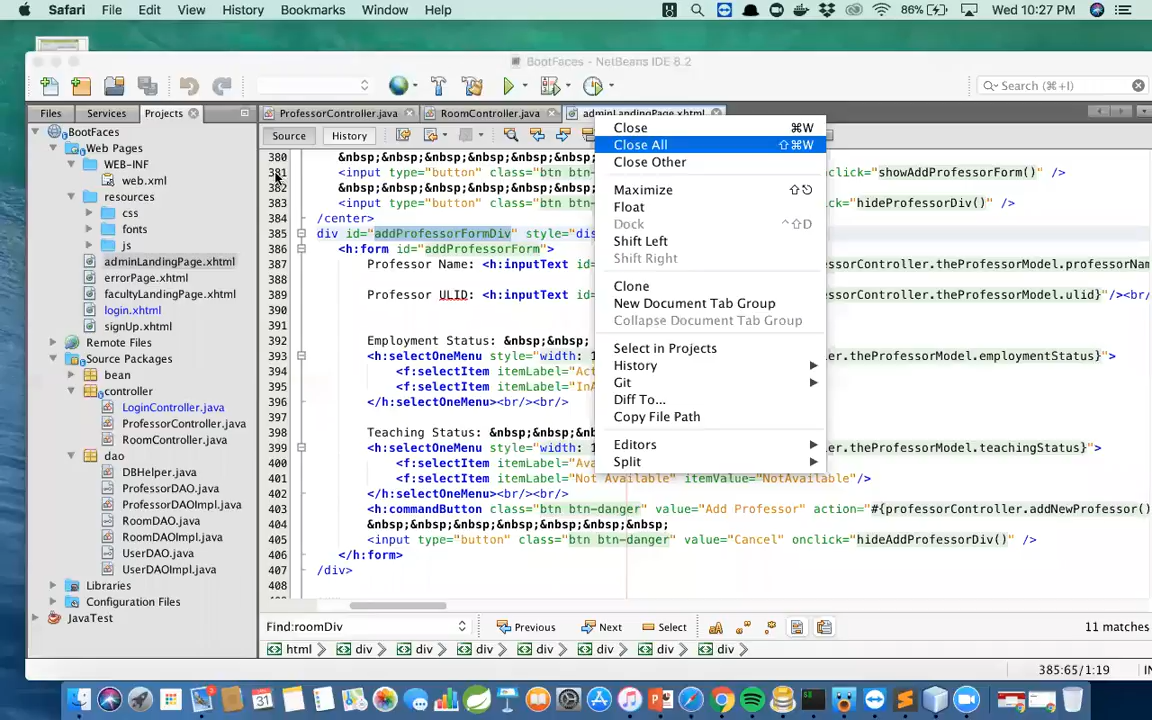 Safari File Edit View History Bookmarks Window Help 86% Wed 10:27 PM
BootFaces - NetBeans IDE 8.2
Search (⌘+I)
Files Services Projects ProfessorController.java RoomController.java adminLandingPage.xhtml
Source History
BootFaces
Web Pages
WEB-INF
web.xml
resources
css
fonts
js
adminLandingPage.xhtml
errorPage.xhtml
facultyLandingPage.xhtml
login.xhtml
signUp.xhtml
Remote Files
Source Packages
bean
controller
LoginController.java
ProfessorController.java
RoomController.java
dao
DBHelper.java
ProfessorDAO.java
ProfessorDAOImpl.java
RoomDAO.java
RoomDAOImpl.java
UserDAO.java
UserDAOImpl.java
Libraries
Configuration Files
JavaTest
380 &nbsp;&nbsp;&nbsp;&nbsp;&nbsp;&nbsp;
381 <input type="button" class="btn btn- click="showAddProfessorForm()" />
382 &nbsp;&nbsp;&nbsp;&nbsp;&nbsp;&nbsp;
383 <input type="button" class="btn btn- click="hideProfessorDiv()" />
384 /center>
385 div id="addProfessorFormDiv" style="dis
386 <h:form id="addProfessorForm">
387 Professor Name: <h:inputText id= ofessorController.theProfessorModel.professorNam
388
389 Professor ULID: <h:inputText id= ofessorController.theProfessorModel.ulid}"/><br/
390
391
392 Employment Status: &nbsp;&nbsp;
393 <h:selectOneMenu style="width: 1 ler.theProfessorModel.employmentStatus}">
394 <f:selectItem itemLabel="Act
395 <f:selectItem itemLabel="InA
396 </h:selectOneMenu><br/><br/>
397
398 Teaching Status: &nbsp;&nbsp;&nbs
399 <h:selectOneMenu style="width: 1 ler.theProfessorModel.teachingStatus}">
400 <f:selectItem itemLabel="Ava
401 <f:selectItem itemLabel="Not Available" itemValue="NotAvailable"/>
402 </h:selectOneMenu><br/><br/>
403 <h:commandButton class="btn btn-danger" value="Add Professor" action="#{professorController.addNewProfessor()
404 &nbsp;&nbsp;&nbsp;&nbsp;&nbsp;&nbsp;
405 <input type="button" class="btn btn-danger" value="Cancel" onclick="hideAddProfessorDiv()" />
406 </h:form>
407 /div>
408
Close ⌘W
Close All ⇧⌘W
Close Other
Maximize
Float
Dock ^⇧D
Shift Left
Shift Right
Clone
New Document Tab Group
Collapse Document Tab Group
Select in Projects
History
Git
Diff To...
Copy File Path
Editors
Split
Find:roomDiv Previous Next Select 11 matches
html div div div div div div div
385:65/1:19 IN
31